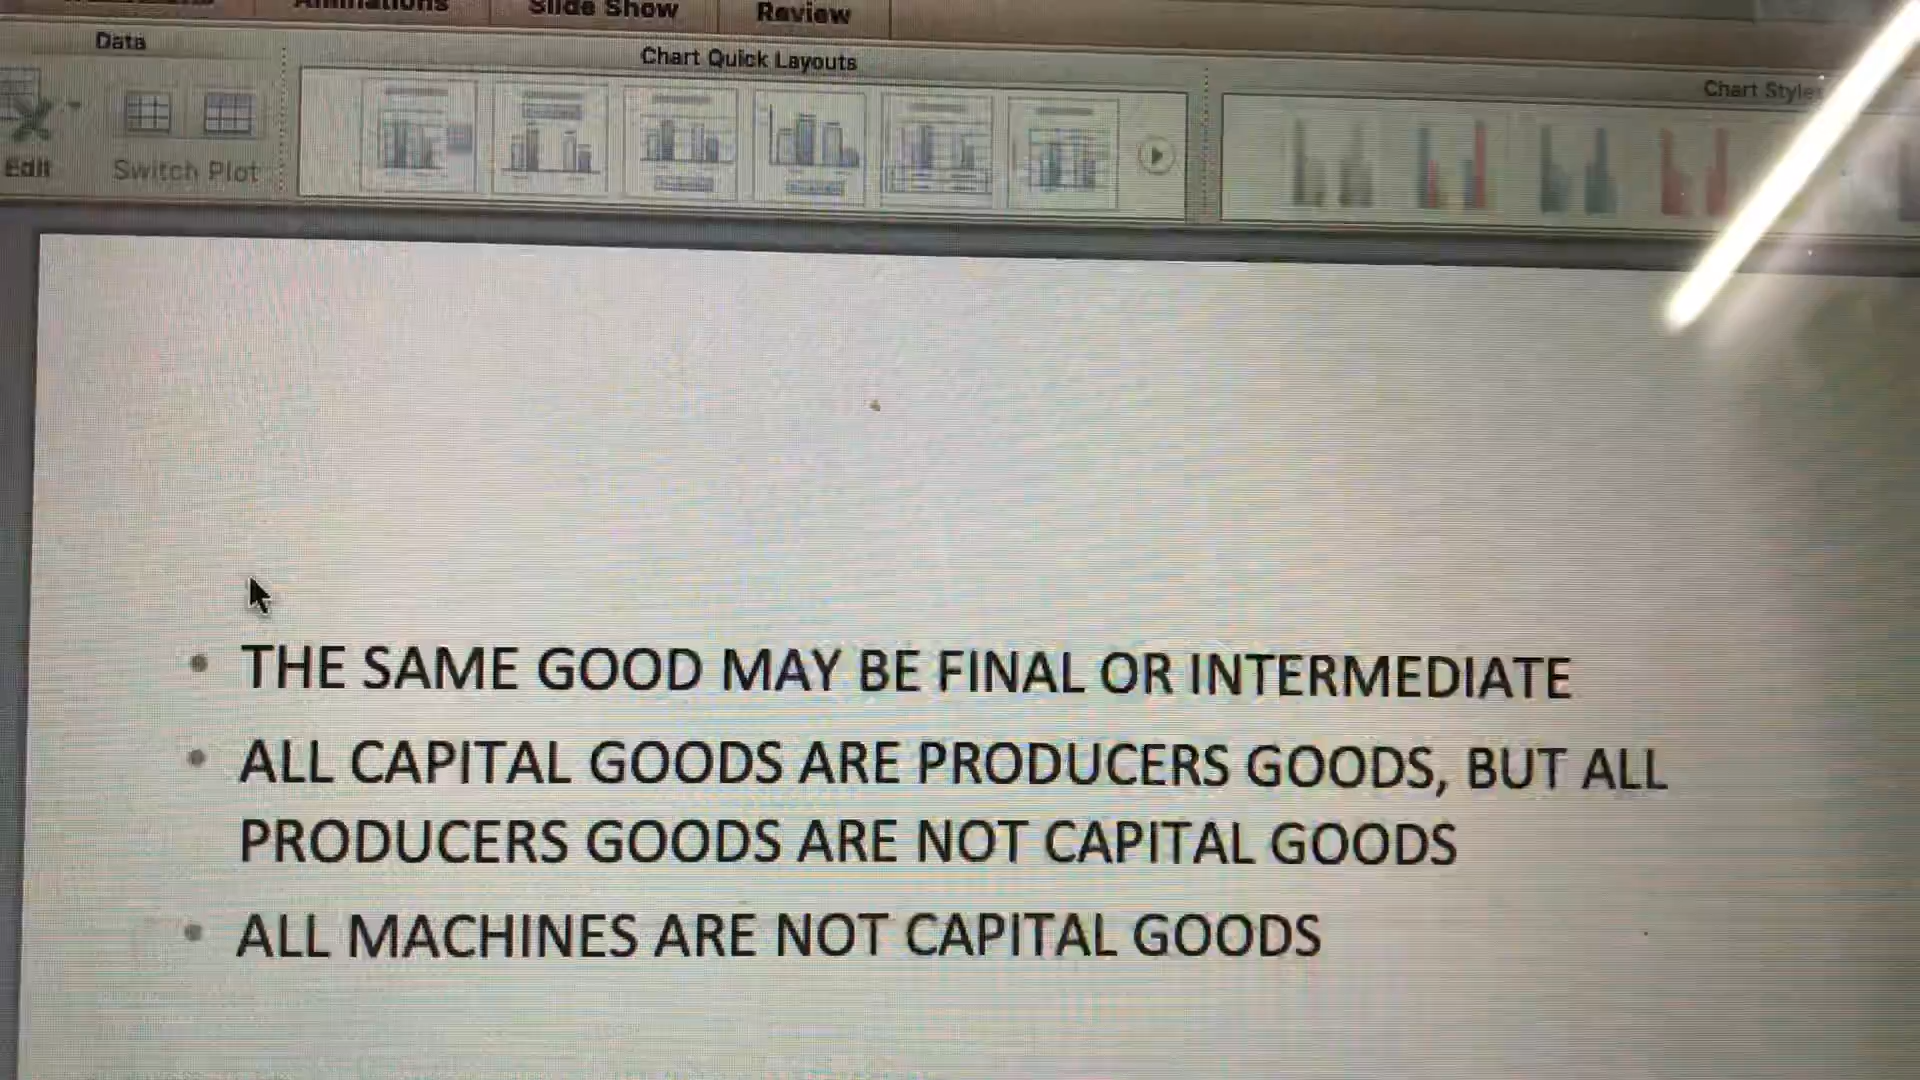 Slide Show
Review
Data
Chart Quick Layouts
Edit
Switch Plot
• THE SAME GOOD MAY BE FINAL OR INTERMEDIATE
• ALL CAPITAL GOODS ARE PRODUCERS GOODS, BUT ALL
PRODUCERS GOODS ARE NOT CAPITAL GOODS
• ALL MACHINES ARE NOT CAPITAL GOODS